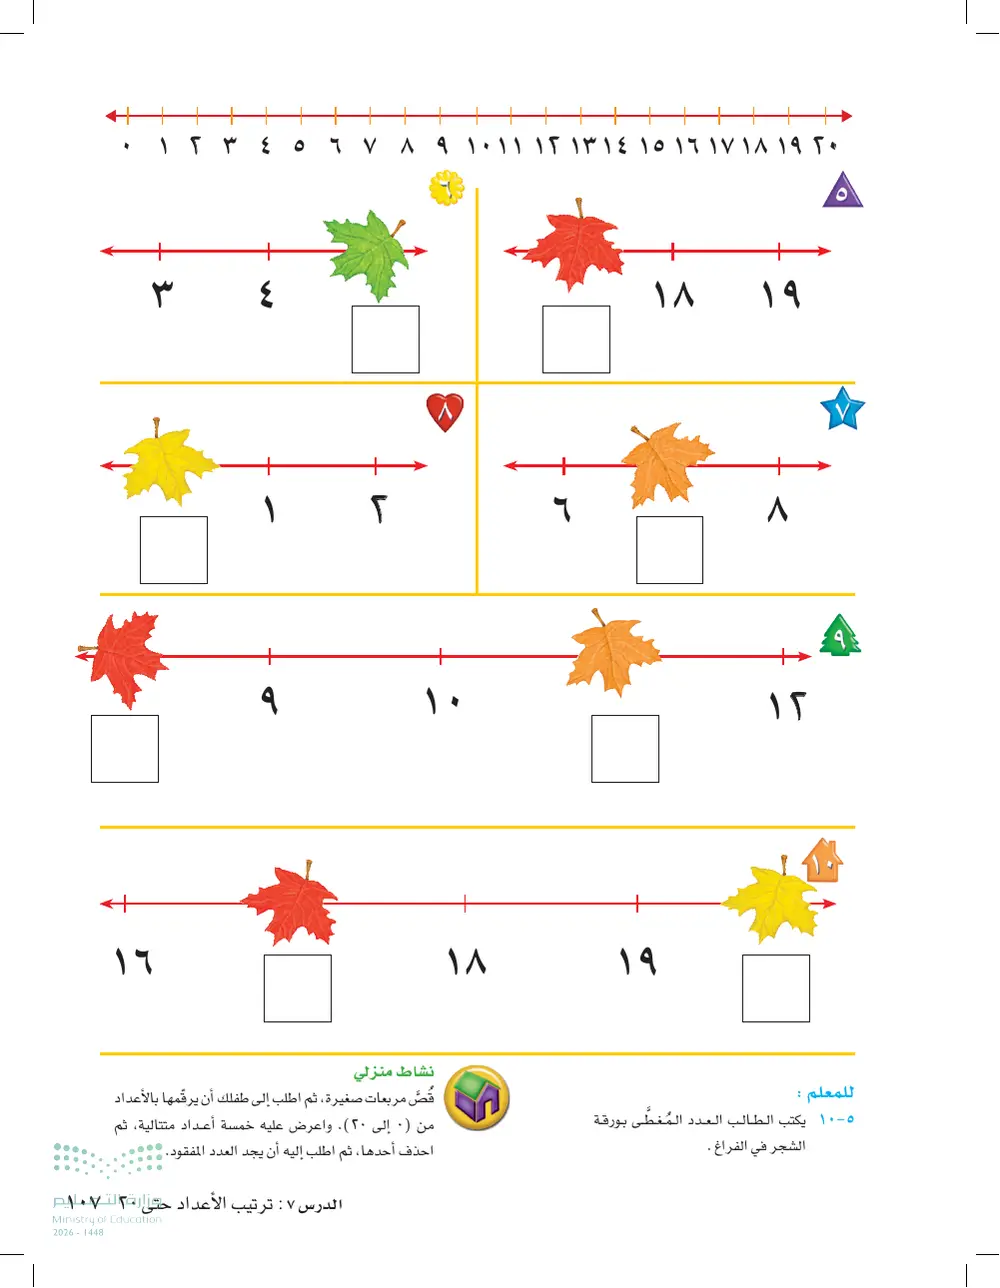 ٠ ١ ٢ ٣ ٤ ٥ ٦ ٧ ٨ ٩ ١٠ ١١ ١٢ ١٣ ١٤ ١٥ ١٦ ١٧ ١٨ ١٩ ٢٠
٥
١٨ ١٩
٦
٣ ٤
٧
٦ ٨
٨
١ ٢
٩
٩ ١٠ ١٢
١٠
١٦ ١٨ ١٩
للمعلم :
٥-١٠ يكتب الطالب العدد المُغطَّى بورقة
الشجر في الفراغ .
نشاط منزلي
قُصَّ مربعات صغيرة، ثم اطلب إلى طفلك أن يرقّمها بالأعداد
من (٠ إلى ٢٠). واعرض عليه خمسة أعداد متتالية، ثم
احذف أحدها، ثم اطلب إليه أن يجد العدد المفقود.
الدرس ٧ : ترتيب الأعداد حتى ٢٠ ١٠٧
وزارة التعليم
Ministry of Education
2026 - 1448